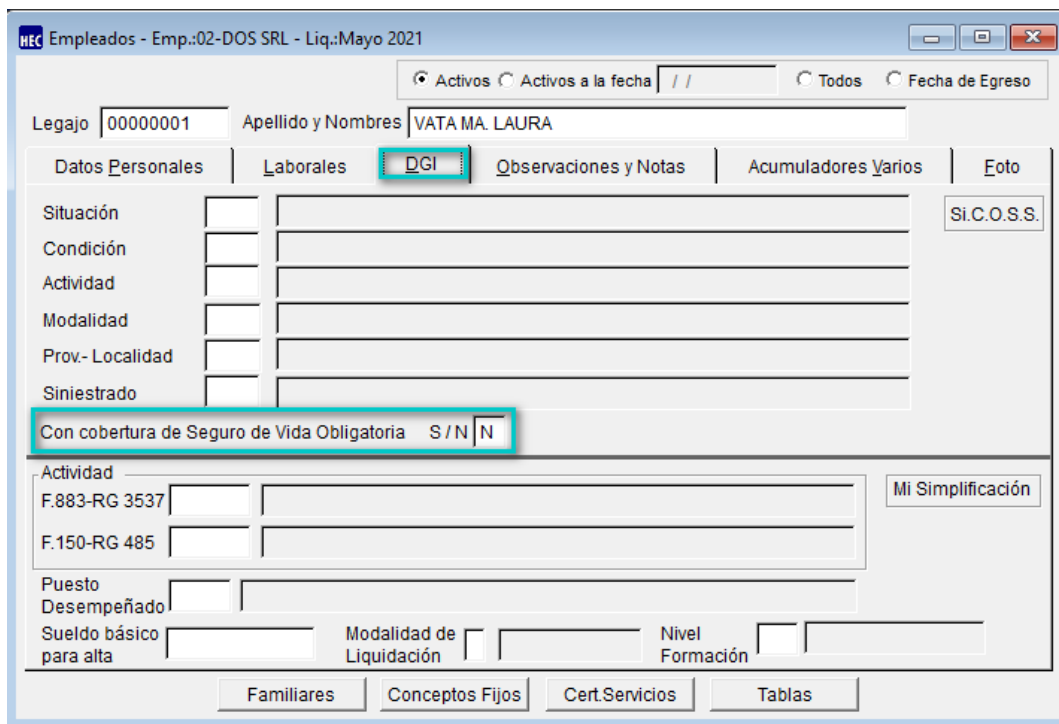 HEC Empleados - Emp.:02-DOS SRL - Liq.:Mayo 2021
Activos Activos a la fecha / / Todos Fecha de Egreso
Legajo 00000001 Apellido y Nombres VATA MA. LAURA
Datos Personales Laborales DGI Observaciones y Notas Acumuladores Varios Foto
Situación Si.C.O.S.S.
Condición
Actividad
Modalidad
Prov.- Localidad
Siniestrado
Con cobertura de Seguro de Vida Obligatoria S / N N
Actividad
F.883-RG 3537 Mi Simplificación
F.150-RG 485
Puesto
Desempeñado
Sueldo básico
para alta
Modalidad de
Liquidación
Nivel
Formación
Familiares Conceptos Fijos Cert.Servicios Tablas